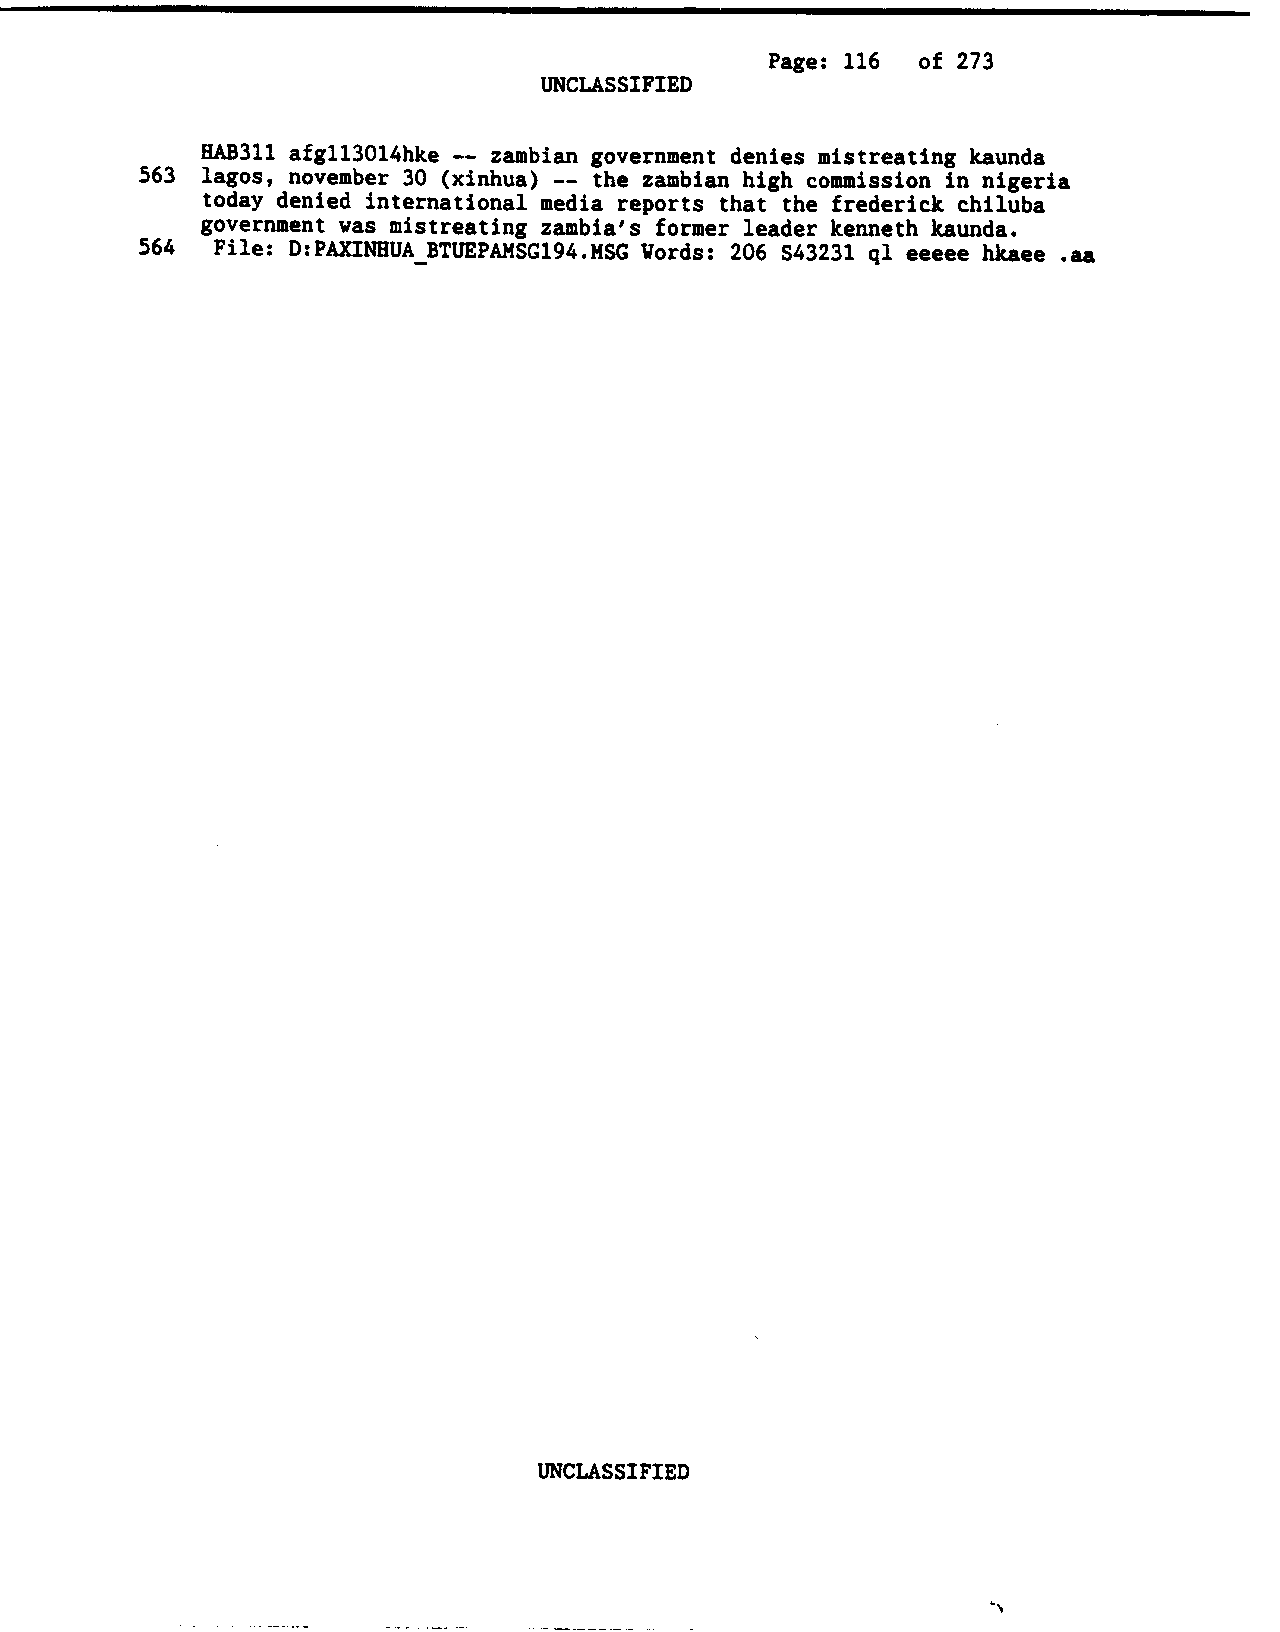 Page: 116 of 273
UNCLASSIFIED
HAB311 afg113014hke -- zambian government denies mistreating kaunda
563 lagos, november 30 (xinhua) -- the zambian high commission in nigeria
today denied international media reports that the frederick chiluba
government was mistreating zambia's former leader kenneth kaunda.
564 File: D:PAXINHUA_BTUEPAMSG194.MSG Words: 206 S43231 ql eeeee hkaee .aa
UNCLASSIFIED